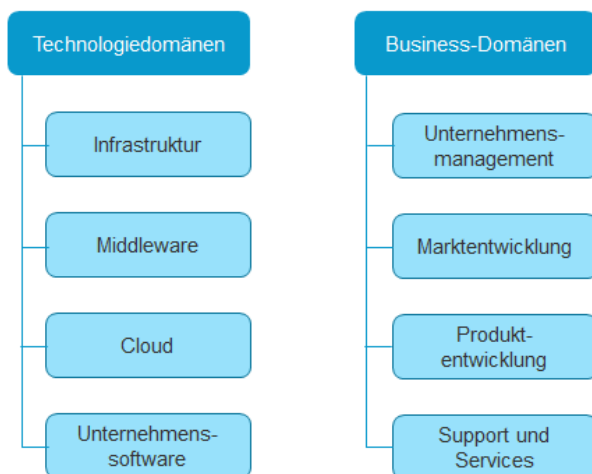 Technologiedomänen
Infrastruktur
Middleware
Cloud
Unternehmens-
software
Business-Domänen
Unternehmens-
management
Marktentwicklung
Produkt-
entwicklung
Support und
Services